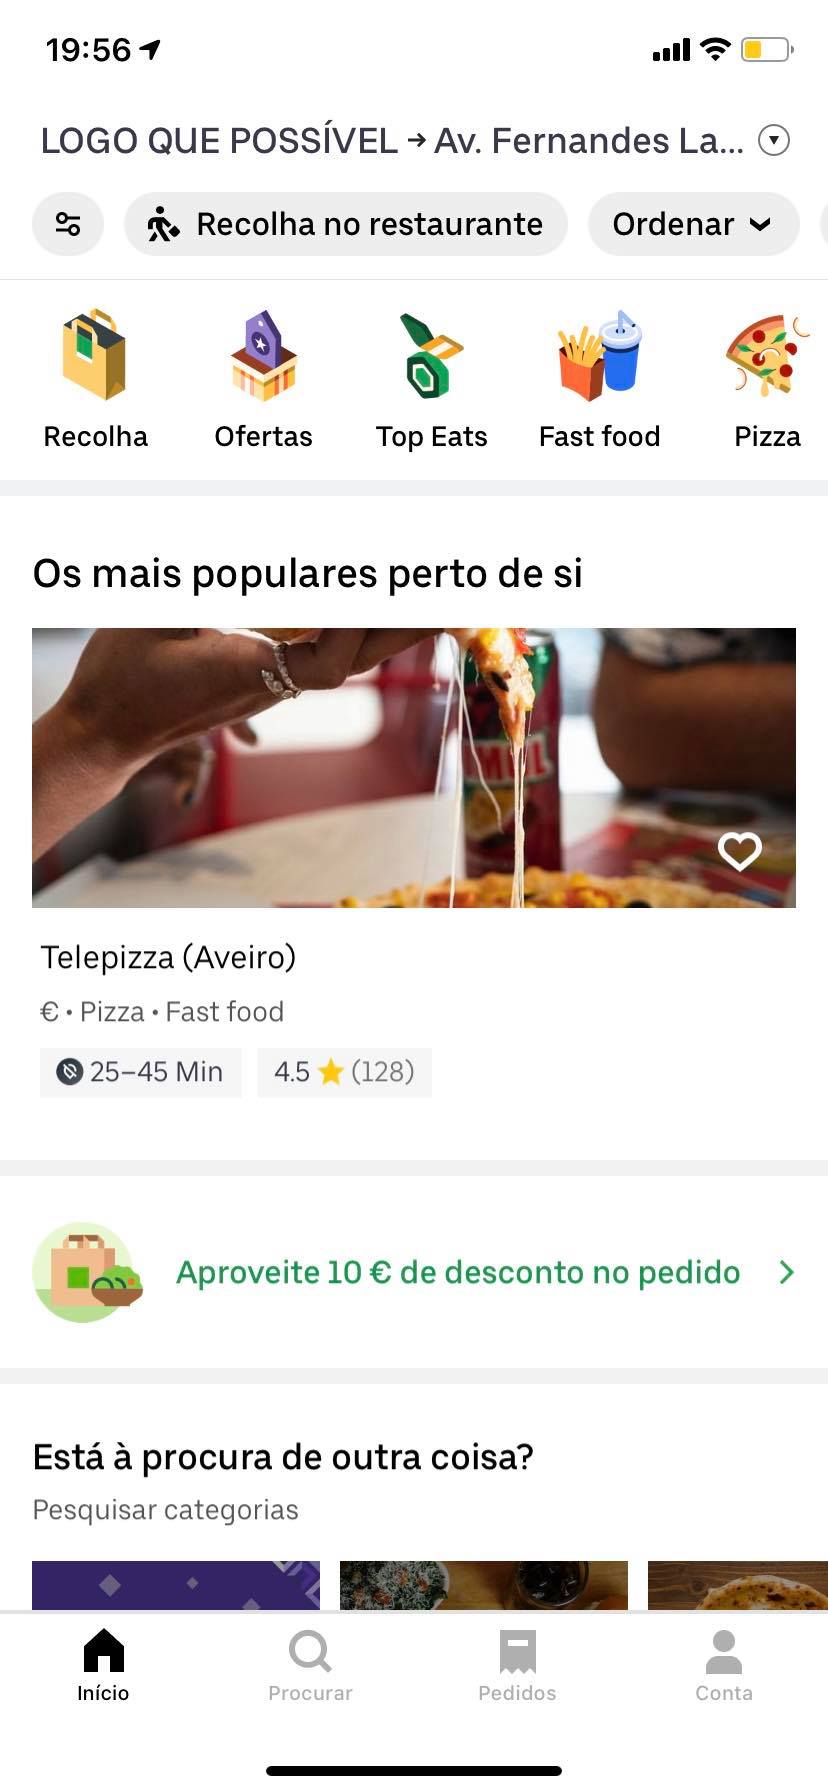 19:56
LOGO QUE POSSÍVEL → Av. Fernandes La...
Recolha no restaurante
Ordenar
Recolha
Ofertas
Top Eats
Fast food
Pizza
Os mais populares perto de si
Telepizza (Aveiro)
€ • Pizza • Fast food
25–45 Min
4.5 ★ (128)
Aproveite 10 € de desconto no pedido
Está à procura de outra coisa?
Pesquisar categorias
Início
Procurar
Pedidos
Conta